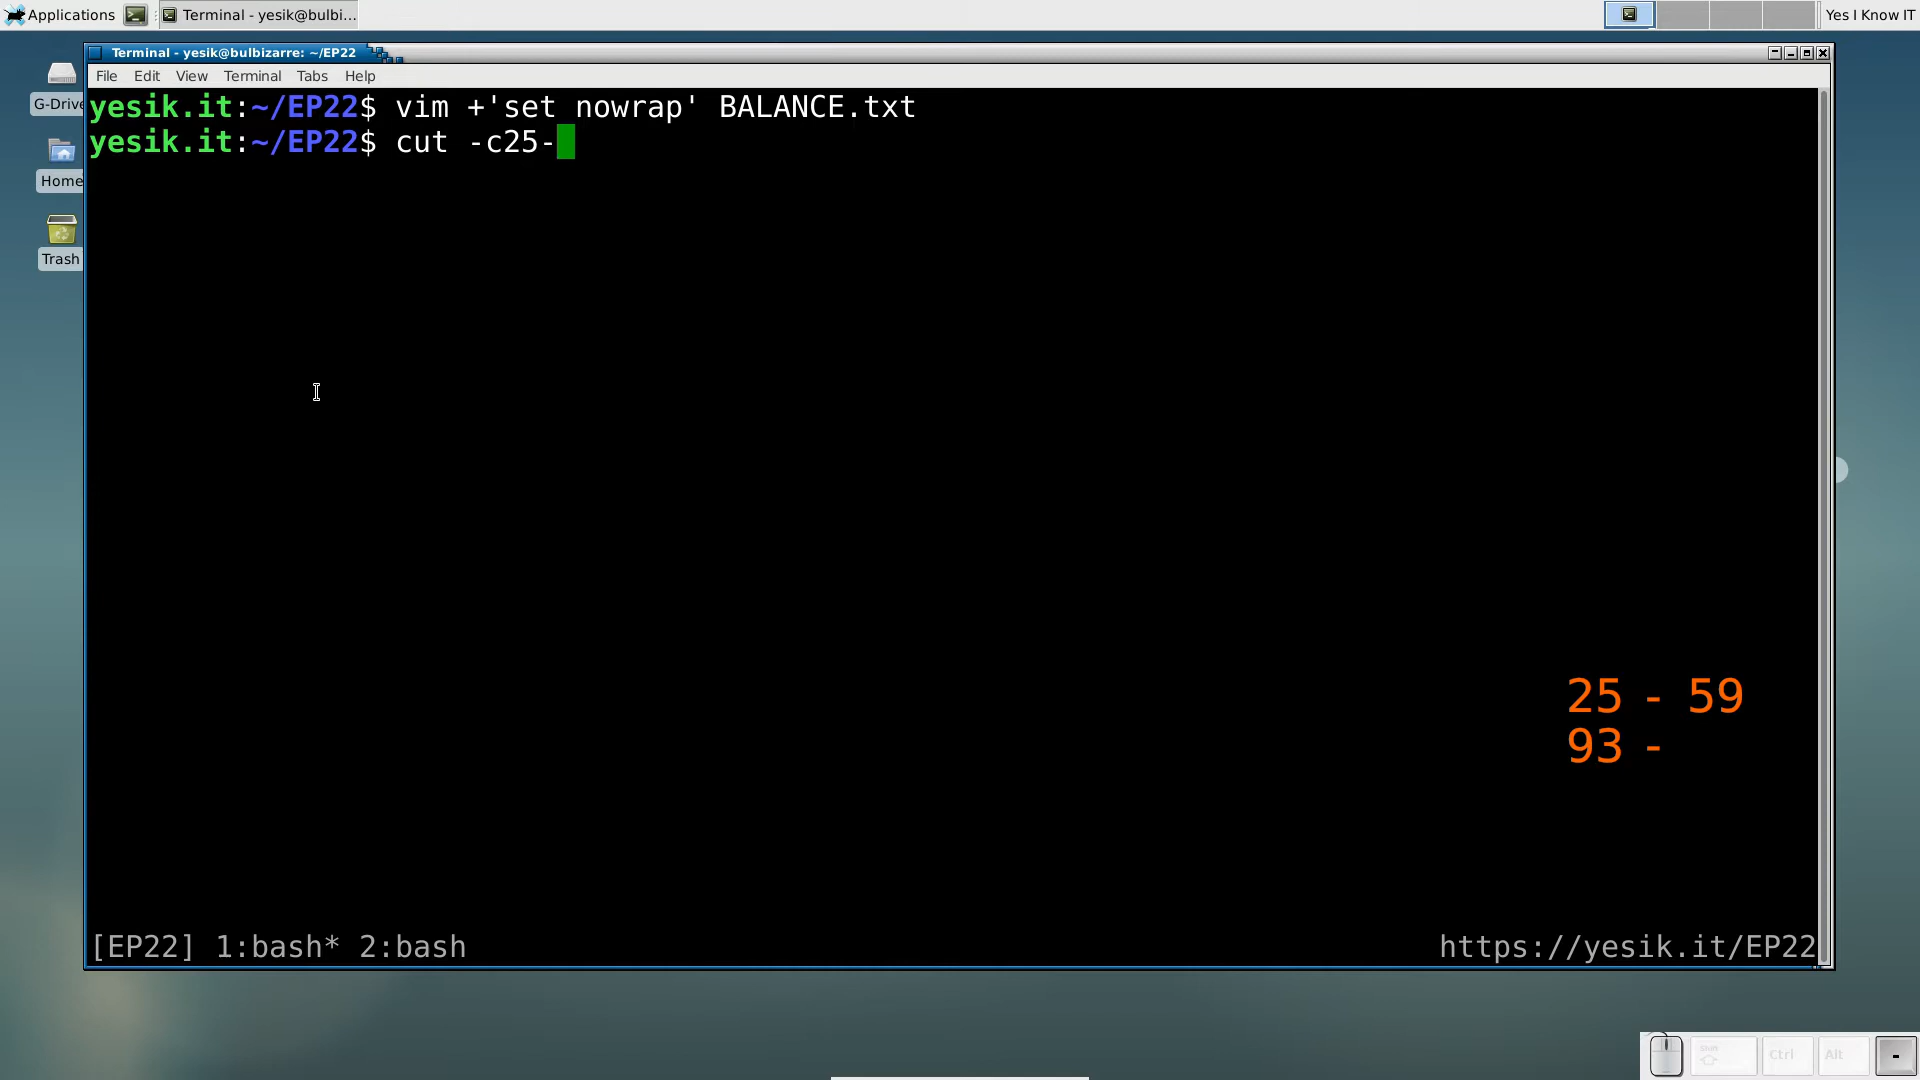 Applications
Terminal - yesik@bulbi...
Yes I Know IT
Terminal - yesik@bulbizarre: ~/EP22
File Edit View Terminal Tabs Help
G-Drive
Home
Trash
yesik.it:~/EP22$ vim +'set nowrap' BALANCE.txt
yesik.it:~/EP22$ cut -c25-
25 - 59
93 -
[EP22] 1:bash* 2:bash
https://yesik.it/EP22
Shift
Ctrl
Alt
-